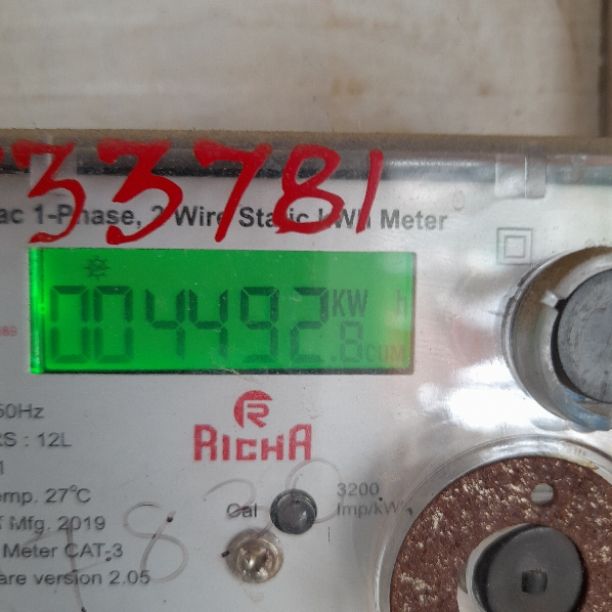 33781
ac 1-Phase, 2 Wire Static kWh Meter
004492.8 KW h
CUM
50Hz
RS : 12L
RICHA
emp. 27°C
Cal
3200
Imp/kW
Mfg. 2019
Meter CAT-3
are version 2.05